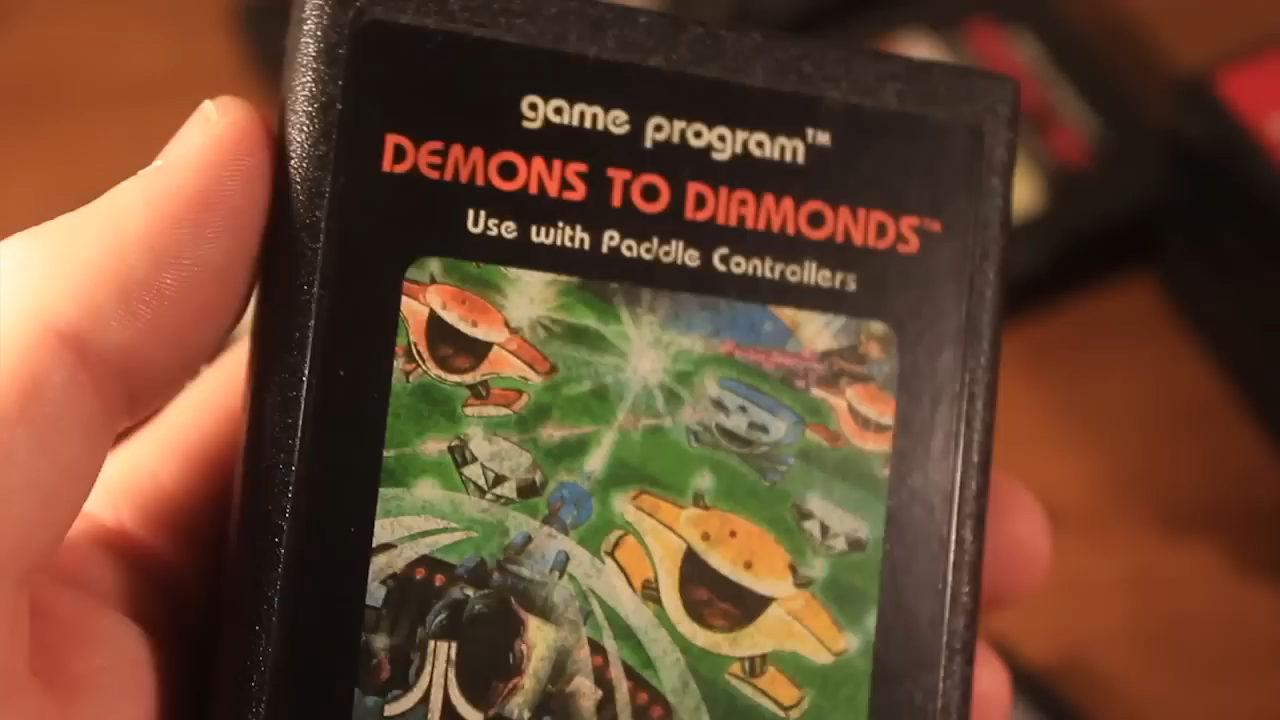 game program™
DEMONS TO DIAMONDS™
Use with Paddle Controllers